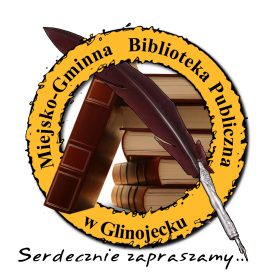 Miejsko-Gminna Biblioteka Publiczna
w Glinojecku
Serdecznie zapraszamy...